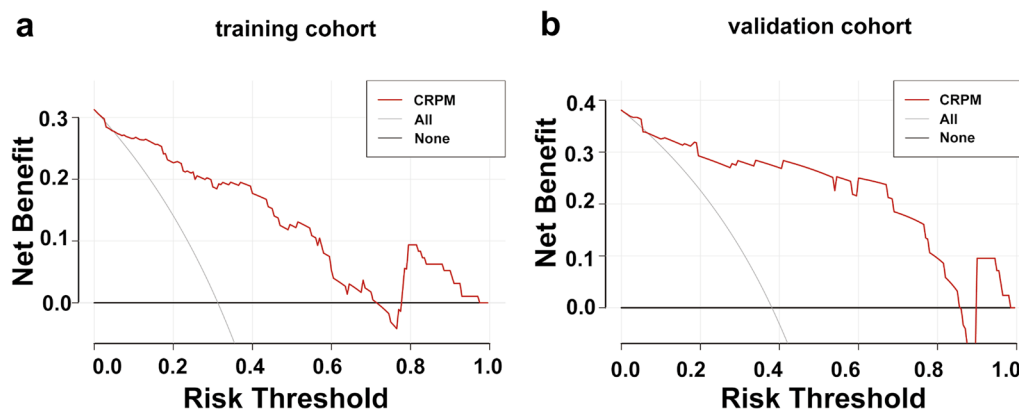 a
training cohort
CRPM
All
None
Net Benefit
0.3
0.2
0.1
0.0
0.0 0.2 0.4 0.6 0.8 1.0
Risk Threshold
b
validation cohort
CRPM
All
None
Net Benefit
0.4
0.3
0.2
0.1
0.0
0.0 0.2 0.4 0.6 0.8 1.0
Risk Threshold